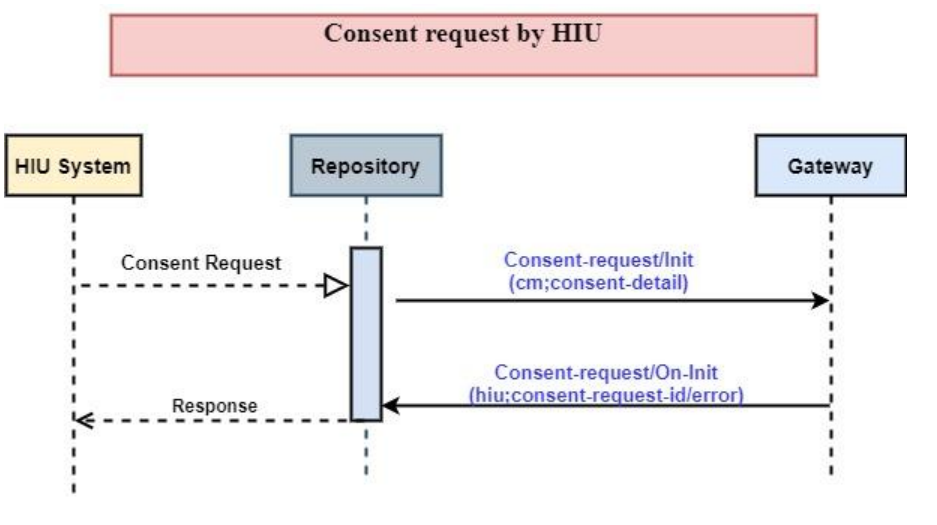 Consent request by HIU
HIU System
Repository
Gateway
Consent Request
Consent-request/Init
(cm;consent-detail)
Consent-request/On-Init
(hiu;consent-request-id/error)
Response